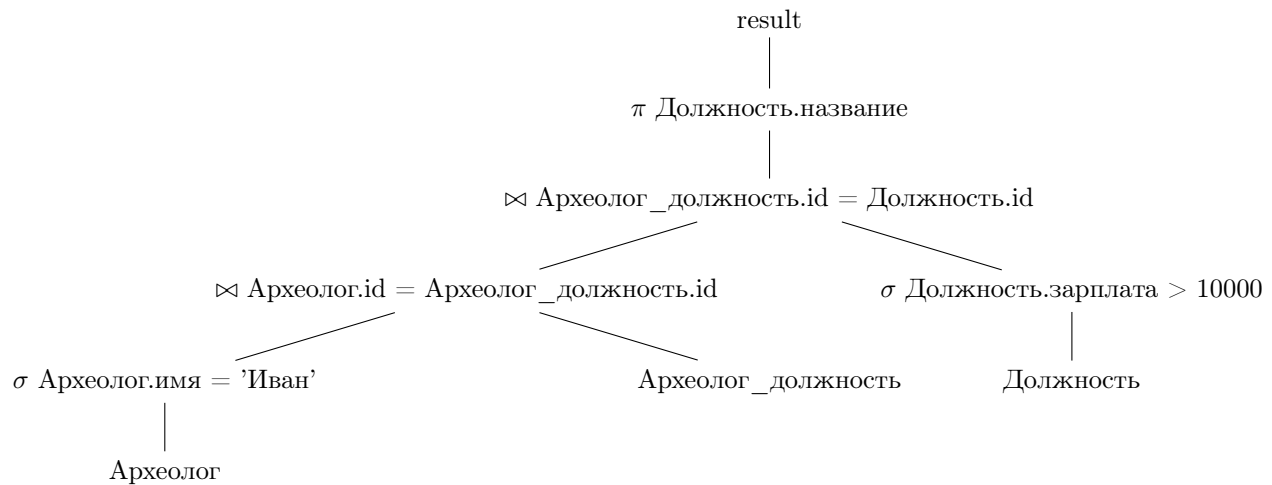 result
π Должность.название
⋈ Археолог_должность.id = Должность.id
⋈ Археолог.id = Археолог_должность.id
σ Должность.зарплата > 10000
σ Археолог.имя = ’Иван’
Археолог_должность
Должность
Археолог